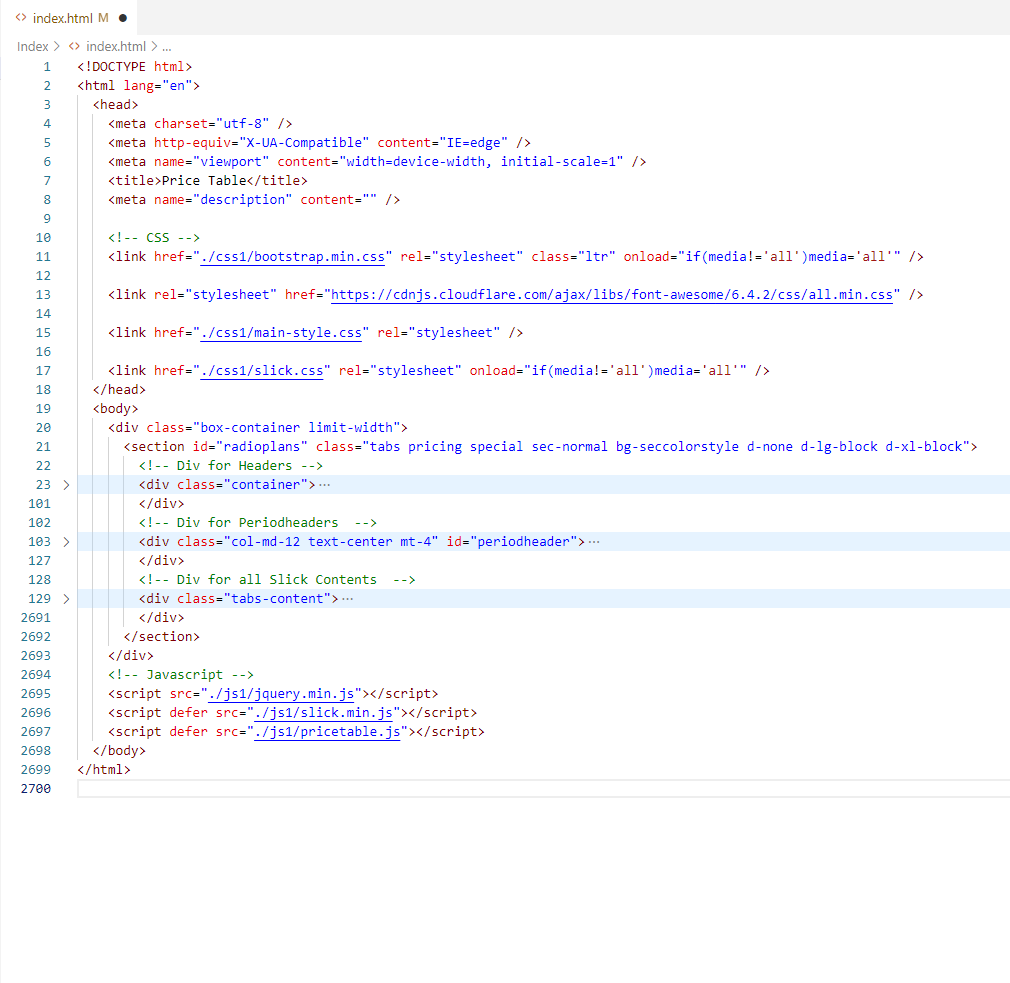 index.html M ●
Index > index.html > ...
1 <!DOCTYPE html>
2 <html lang="en">
3 <head>
4 <meta charset="utf-8" />
5 <meta http-equiv="X-UA-Compatible" content="IE=edge" />
6 <meta name="viewport" content="width=device-width, initial-scale=1" />
7 <title>Price Table</title>
8 <meta name="description" content="" />
9
10 <!-- CSS -->
11 <link href="./css1/bootstrap.min.css" rel="stylesheet" class="ltr" onload="if(media!='all')media='all'" />
12
13 <link rel="stylesheet" href="https://cdnjs.cloudflare.com/ajax/libs/font-awesome/6.4.2/css/all.min.css" />
14
15 <link href="./css1/main-style.css" rel="stylesheet" />
16
17 <link href="./css1/slick.css" rel="stylesheet" onload="if(media!='all')media='all'" />
18 </head>
19 <body>
20 <div class="box-container limit-width">
21 <section id="radioplans" class="tabs pricing special sec-normal bg-seccolorstyle d-none d-lg-block d-xl-block">
22 <!-- Div for Headers -->
23 > <div class="container">···
101 </div>
102 <!-- Div for Periodheaders  -->
103 > <div class="col-md-12 text-center mt-4" id="periodheader">···
127 </div>
128 <!-- Div for all Slick Contents  -->
129 > <div class="tabs-content">···
2691 </div>
2692 </section>
2693 </div>
2694 <!-- Javascript -->
2695 <script src="./js1/jquery.min.js"></script>
2696 <script defer src="./js1/slick.min.js"></script>
2697 <script defer src="./js1/pricetable.js"></script>
2698 </body>
2699 </html>
2700